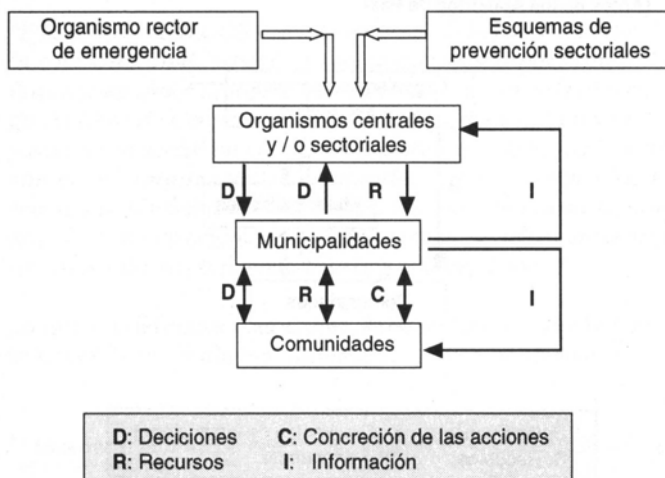 Organismo rector
de emergencia
Esquemas de
prevención sectoriales
Organismos centrales
y / o sectoriales
D D R I
Municipalidades
D R C I
Comunidades
D: Deciciones C: Concreción de las acciones
R: Recursos I: Información